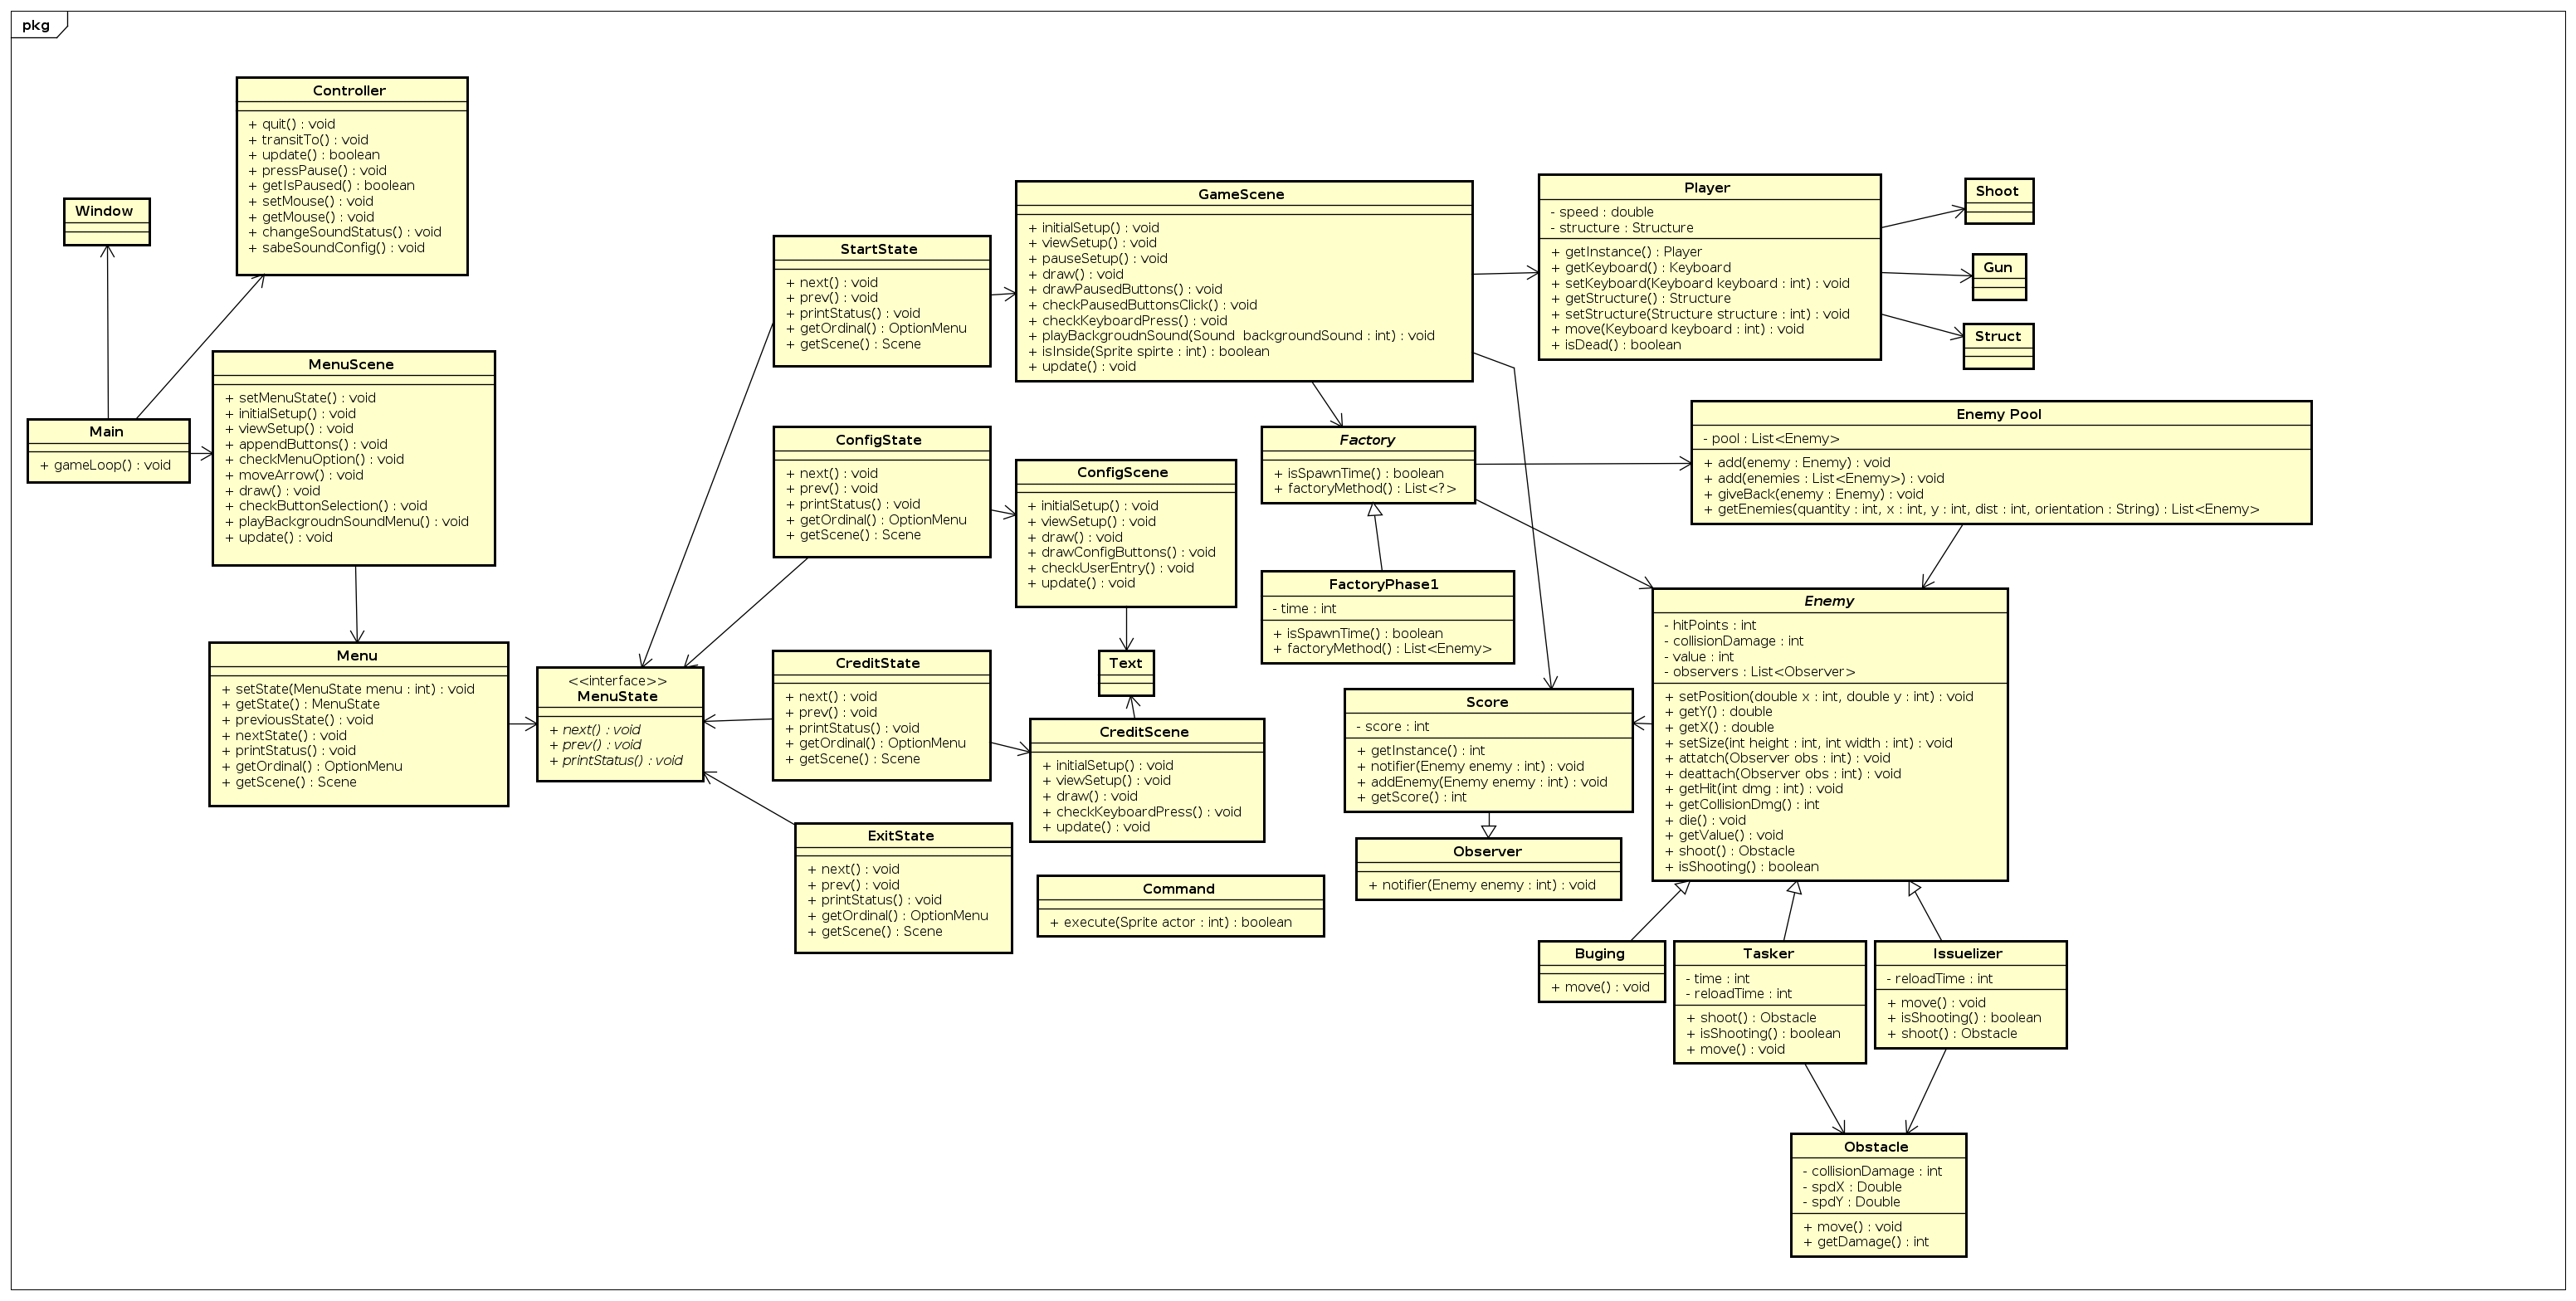 pkg
Controller
+ quit() : void
+ transitTo() : void
+ update() : boolean
+ pressPause() : void
+ getIsPaused() : boolean
+ setMouse() : void
+ getMouse() : void
+ changeSoundStatus() : void
+ sabeSoundConfig() : void
Window
Main
+ gameLoop() : void
MenuScene
+ setMenuState() : void
+ initialSetup() : void
+ viewSetup() : void
+ appendButtons() : void
+ checkMenuOption() : void
+ moveArrow() : void
+ draw() : void
+ checkButtonSelection() : void
+ playBackgroudnSoundMenu() : void
+ update() : void
Menu
+ setState(MenuState menu : int) : void
+ getState() : MenuState
+ previousState() : void
+ nextState() : void
+ printStatus() : void
+ getOrdinal() : OptionMenu
+ getScene() : Scene
<<interface>>
MenuState
+ next() : void
+ prev() : void
+ printStatus() : void
StartState
+ next() : void
+ prev() : void
+ printStatus() : void
+ getOrdinal() : OptionMenu
+ getScene() : Scene
ConfigState
+ next() : void
+ prev() : void
+ printStatus() : void
+ getOrdinal() : OptionMenu
+ getScene() : Scene
CreditState
+ next() : void
+ prev() : void
+ printStatus() : void
+ getOrdinal() : OptionMenu
+ getScene() : Scene
ExitState
+ next() : void
+ prev() : void
+ printStatus() : void
+ getOrdinal() : OptionMenu
+ getScene() : Scene
GameScene
+ initialSetup() : void
+ viewSetup() : void
+ pauseSetup() : void
+ draw() : void
+ drawPausedButtons() : void
+ checkPausedButtonsClick() : void
+ checkKeyboardPress() : void
+ playBackgroudnSound(Sound  backgroundSound : int) : void
+ isInside(Sprite spirte : int) : boolean
+ update() : void
ConfigScene
+ initialSetup() : void
+ viewSetup() : void
+ draw() : void
+ drawConfigButtons() : void
+ checkUserEntry() : void
+ update() : void
Text
CreditScene
+ initialSetup() : void
+ viewSetup() : void
+ draw() : void
+ checkKeyboardPress() : void
+ update() : void
Command
+ execute(Sprite actor : int) : boolean
Factory
+ isSpawnTime() : boolean
+ factoryMethod() : List<?>
FactoryPhase1
- time : int
+ isSpawnTime() : boolean
+ factoryMethod() : List<Enemy>
Score
- score : int
+ getInstance() : int
+ notifier(Enemy enemy : int) : void
+ addEnemy(Enemy enemy : int) : void
+ getScore() : int
Observer
+ notifier(Enemy enemy : int) : void
Player
- speed : double
- structure : Structure
+ getInstance() : Player
+ getKeyboard() : Keyboard
+ setKeyboard(Keyboard keyboard : int) : void
+ getStructure() : Structure
+ setStructure(Structure structure : int) : void
+ move(Keyboard keyboard : int) : void
+ isDead() : boolean
Shoot
Gun
Struct
Enemy Pool
- pool : List<Enemy>
+ add(enemy : Enemy) : void
+ add(enemies : List<Enemy>) : void
+ giveBack(enemy : Enemy) : void
+ getEnemies(quantity : int, x : int, y : int, dist : int, orientation : String) : List<Enemy>
Enemy
- hitPoints : int
- collisionDamage : int
- value : int
- observers : List<Observer>
+ setPosition(double x : int, double y : int) : void
+ getY() : double
+ getX() : double
+ setSize(int height : int, int width : int) : void
+ attatch(Observer obs : int) : void
+ deattach(Observer obs : int) : void
+ getHit(int dmg : int) : void
+ getCollisionDmg() : int
+ die() : void
+ getValue() : void
+ shoot() : Obstacle
+ isShooting() : boolean
Buging
+ move() : void
Tasker
- time : int
- reloadTime : int
+ shoot() : Obstacle
+ isShooting() : boolean
+ move() : void
Issuelizer
- reloadTime : int
+ move() : void
+ isShooting() : boolean
+ shoot() : Obstacle
Obstacle
- collisionDamage : int
- spdX : Double
- spdY : Double
+ move() : void
+ getDamage() : int